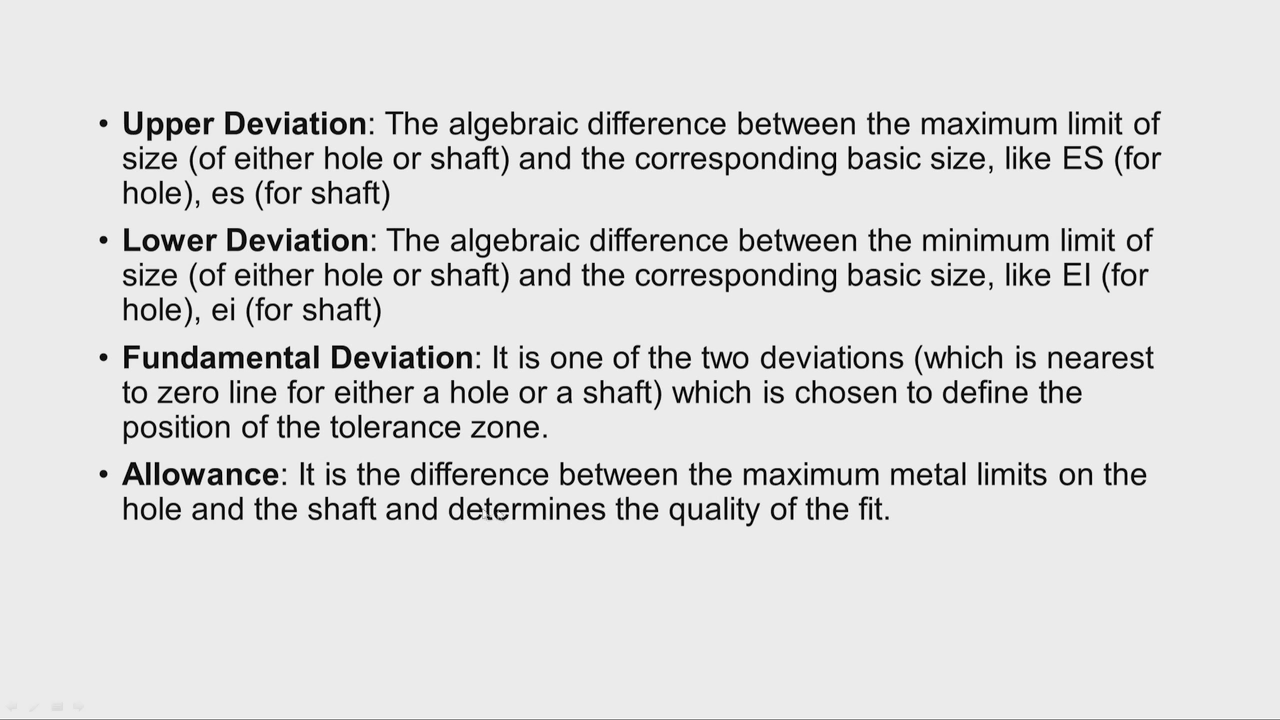 • Upper Deviation: The algebraic difference between the maximum limit of
size (of either hole or shaft) and the corresponding basic size, like ES (for
hole), es (for shaft)
• Lower Deviation: The algebraic difference between the minimum limit of
size (of either hole or shaft) and the corresponding basic size, like EI (for
hole), ei (for shaft)
• Fundamental Deviation: It is one of the two deviations (which is nearest
to zero line for either a hole or a shaft) which is chosen to define the
position of the tolerance zone.
• Allowance: It is the difference between the maximum metal limits on the
hole and the shaft and determines the quality of the fit.